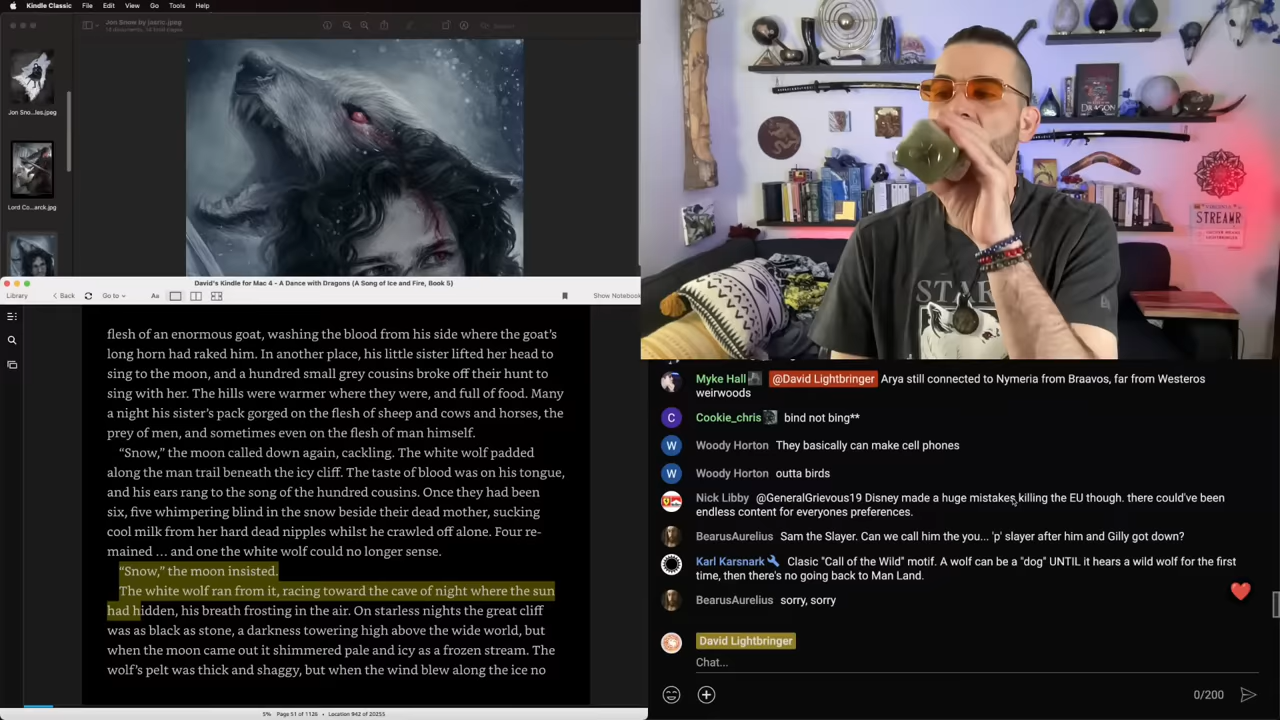 Kindle Classic File Edit View Go Tools Help
Jon Snow by jasric.jpeg
Jon Sno...les.jpeg
Lord Co...arck.jpg
David's Kindle for Mac 4 - A Dance with Dragons (A Song of Ice and Fire, Book 5)
Library Back Go to Aa Show Notebook
flesh of an enormous goat, washing the blood from his side where the goat's
long horn had raked him. In another place, his little sister lifted her head to
sing to the moon, and a hundred small grey cousins broke off their hunt to
sing with her. The hills were warmer where they were, and full of food. Many
a night his sister's pack gorged on the flesh of sheep and cows and horses, the
prey of men, and sometimes even on the flesh of man himself.
“Snow,” the moon called down again, cackling. The white wolf padded
along the man trail beneath the icy cliff. The taste of blood was on his tongue,
and his ears rang to the song of the hundred cousins. Once they had been
six, five whimpering blind in the snow beside their dead mother, sucking
cool milk from her hard dead nipples whilst he crawled off alone. Four re-
mained … and one the white wolf could no longer sense.
“Snow,” the moon insisted.
The white wolf ran from it, racing toward the cave of night where the sun
had hidden, his breath frosting in the air. On starless nights the great cliff
was as black as stone, a darkness towering high above the wide world, but
when the moon came out it shimmered pale and icy as a frozen stream. The
wolf's pelt was thick and shaggy, but when the wind blew along the ice no
5% Page 51 of 1126 • Location 942 of 20255
DRAGON
STREAMR
STAR
Myke Hall @David Lightbringer Arya still connected to Nymeria from Braavos, far from Westeros
weirwoods
C Cookie_chris bind not bing**
W Woody Horton They basically can make cell phones
W Woody Horton outta birds
Nick Libby @GeneralGrievous19 Disney made a huge mistakes killing the EU though. there could've been
endless content for everyones preferences.
BearusAurelius Sam the Slayer. Can we call him the you... 'p' slayer after him and Gilly got down?
Karl Karsnark Clasic "Call of the Wild" motif. A wolf can be a "dog" UNTIL it hears a wild wolf for the first
time, then there's no going back to Man Land.
BearusAurelius sorry, sorry
David Lightbringer
Chat...
0/200